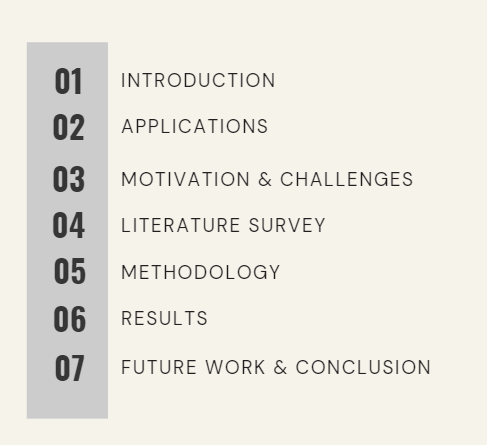 01 INTRODUCTION
02 APPLICATIONS
03 MOTIVATION & CHALLENGES
04 LITERATURE SURVEY
05 METHODOLOGY
06 RESULTS
07 FUTURE WORK & CONCLUSION